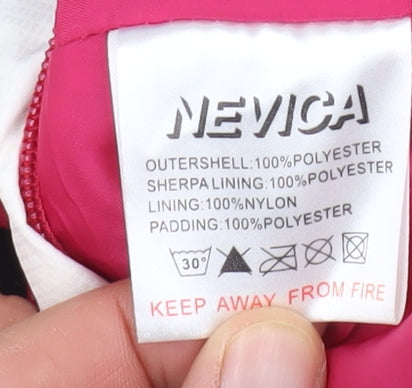 NEVICA
OUTERSHELL:100%POLYESTER
SHERPA LINING:100%POLYESTER
LINING:100%NYLON
PADDING:100%POLYESTER
30°
KEEP AWAY FROM FIRE